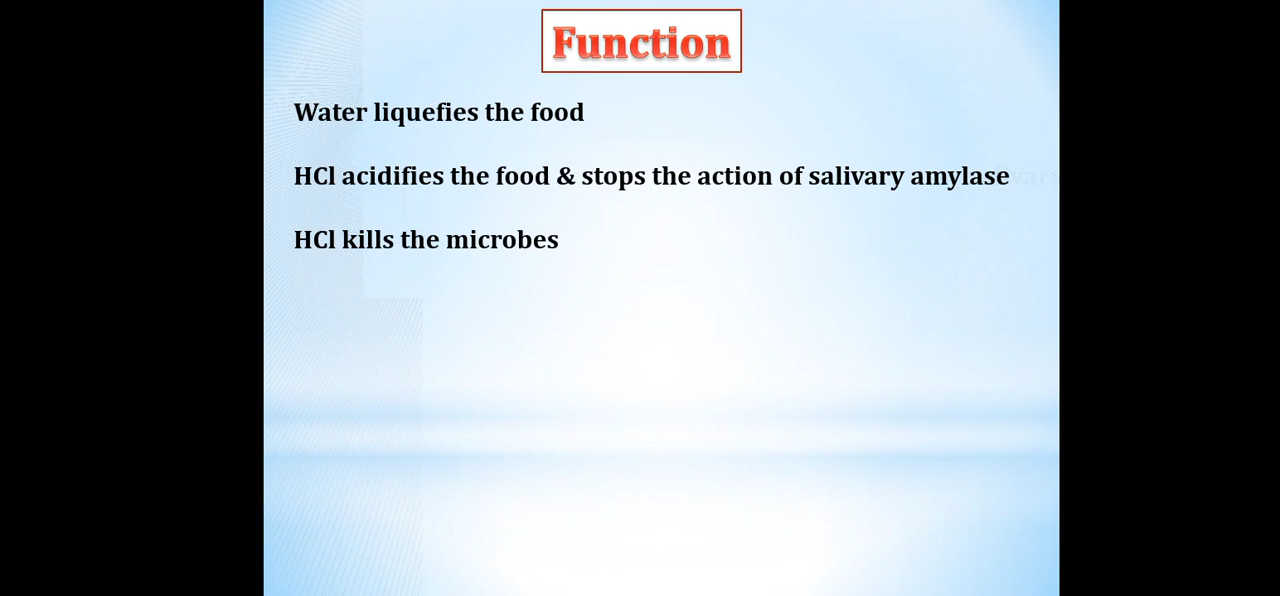 Function
Water liquefies the food
HCl acidifies the food & stops the action of salivary amylase
HCl kills the microbes